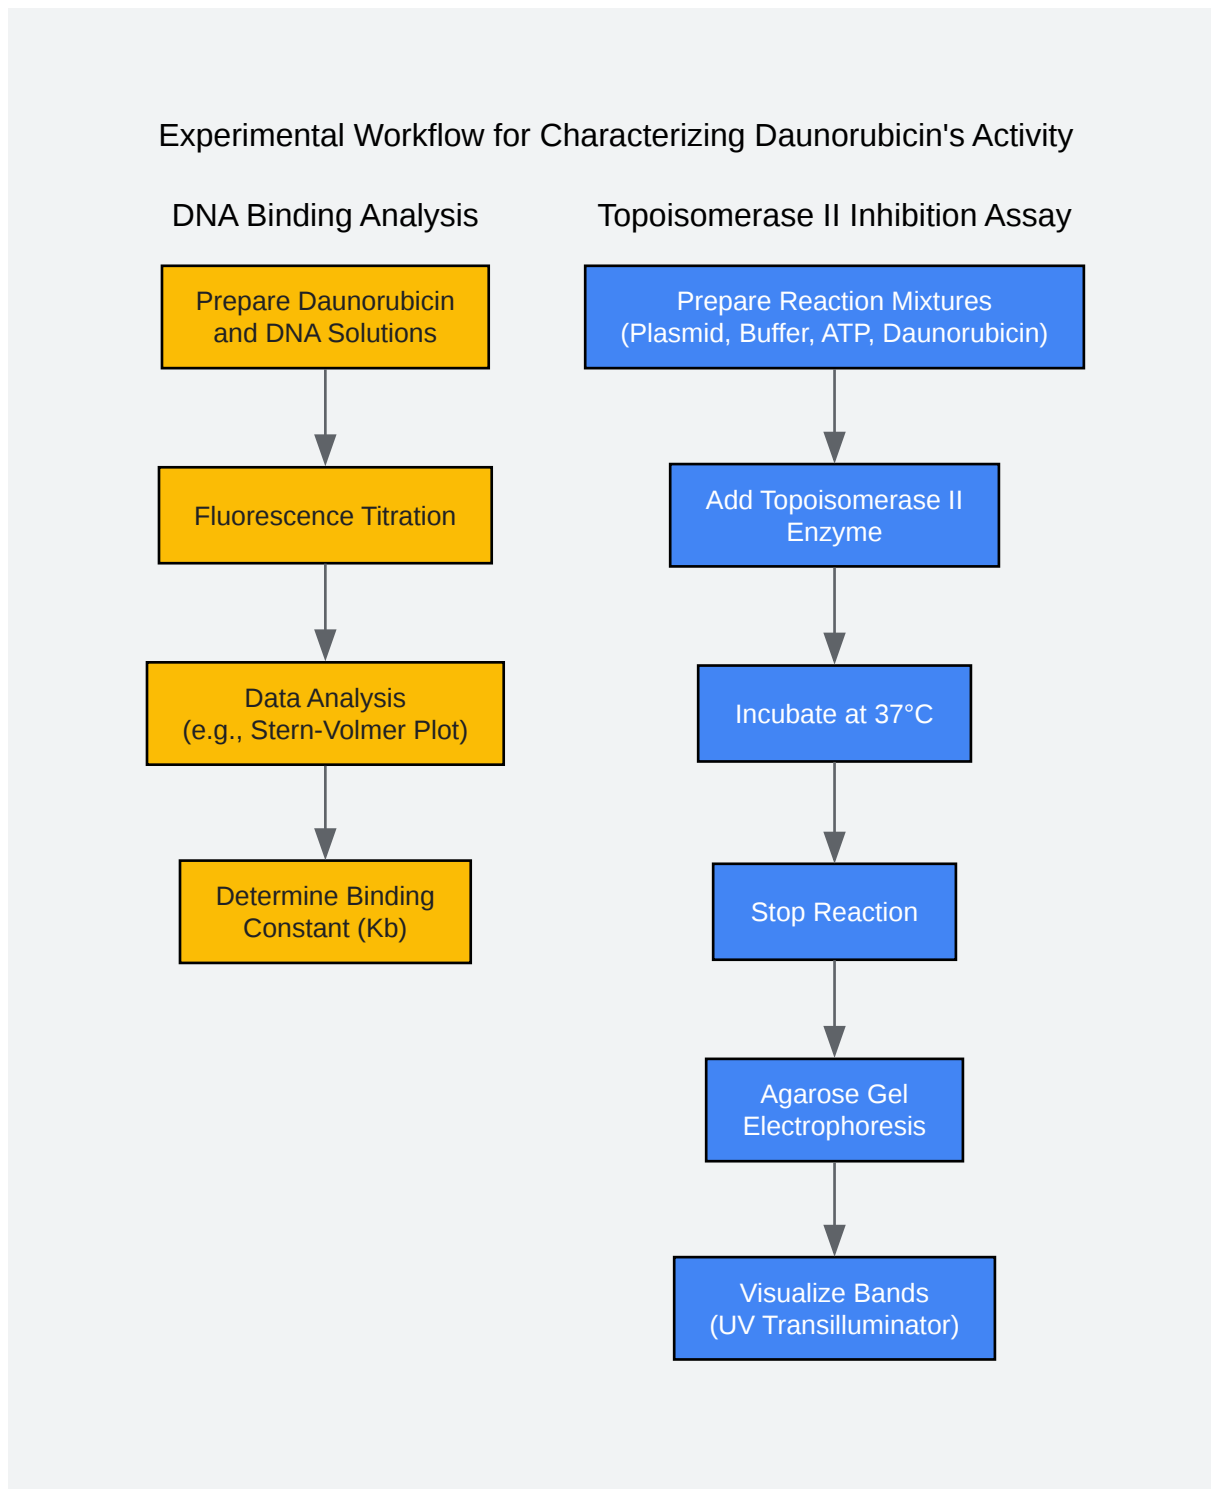 Experimental Workflow for Characterizing Daunorubicin's Activity
DNA Binding Analysis
Prepare Daunorubicin
and DNA Solutions
Fluorescence Titration
Data Analysis
(e.g., Stern-Volmer Plot)
Determine Binding
Constant (Kb)
Topoisomerase II Inhibition Assay
Prepare Reaction Mixtures
(Plasmid, Buffer, ATP, Daunorubicin)
Add Topoisomerase II
Enzyme
Incubate at 37°C
Stop Reaction
Agarose Gel
Electrophoresis
Visualize Bands
(UV Transilluminator)